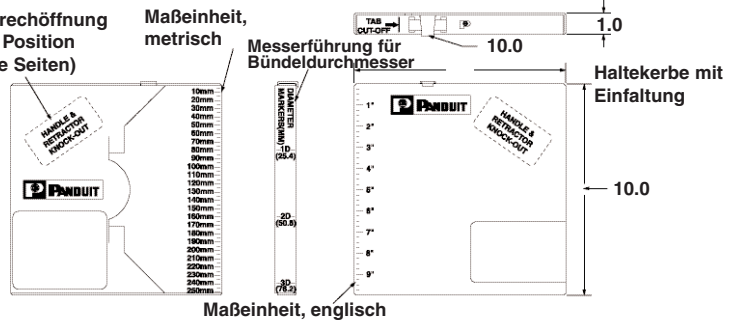 rechöffnung
Position
e Seiten)
Maßeinheit,
metrisch
Messerführung für
Bündeldurchmesser
TAB
CUT-OFF
1.0
10.0
Haltekerbe mit
Einfaltung
10.0
HANDLE &
RETRACTOR
KNOCK-OUT
PANDUIT
10mm
20mm
30mm
40mm
50mm
60mm
70mm
80mm
90mm
100mm
110mm
120mm
130mm
140mm
150mm
160mm
170mm
180mm
190mm
200mm
210mm
220mm
230mm
240mm
250mm
DIAMETER
MARKERS(MM)
1D
(25.4)
2D
(50.8)
3D
(76.2)
1"
2"
3"
4"
5"
6"
7"
8"
9"
PANDUIT
HANDLE &
RETRACTOR
KNOCK-OUT
Maßeinheit, englisch